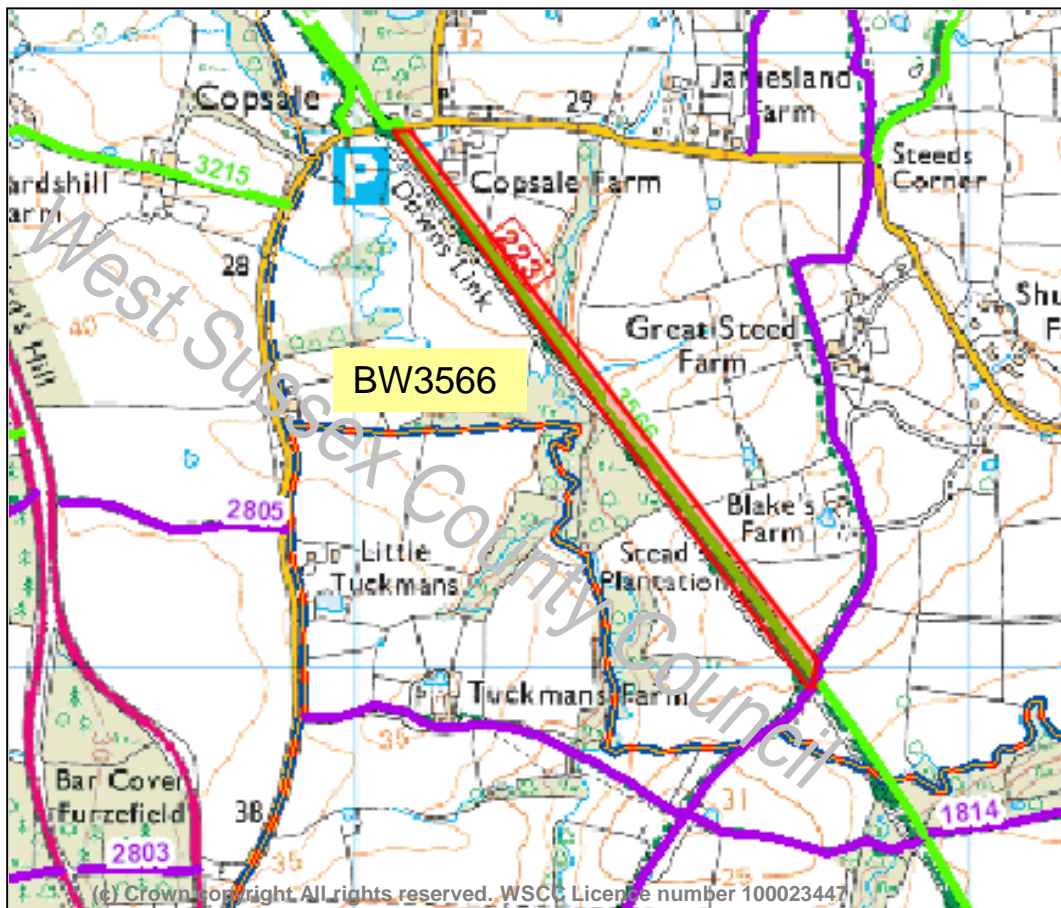 32
Copsale
29
Jamesland
Farm
3215
P
Steeds
Corner
Copsale Farm
Downs Link
223
28
Great Steed
Farm
40
BW3566
3566
2805
Blake's
Farm
Little
Tuckmans
Stead's
Plantation
Tuckmans Farm
35
31
Bar Cover
Furzefield
38
1814
2803
35
West Sussex County Council
(c) Crown copyright. All rights reserved. WSCC Licence number 100023447